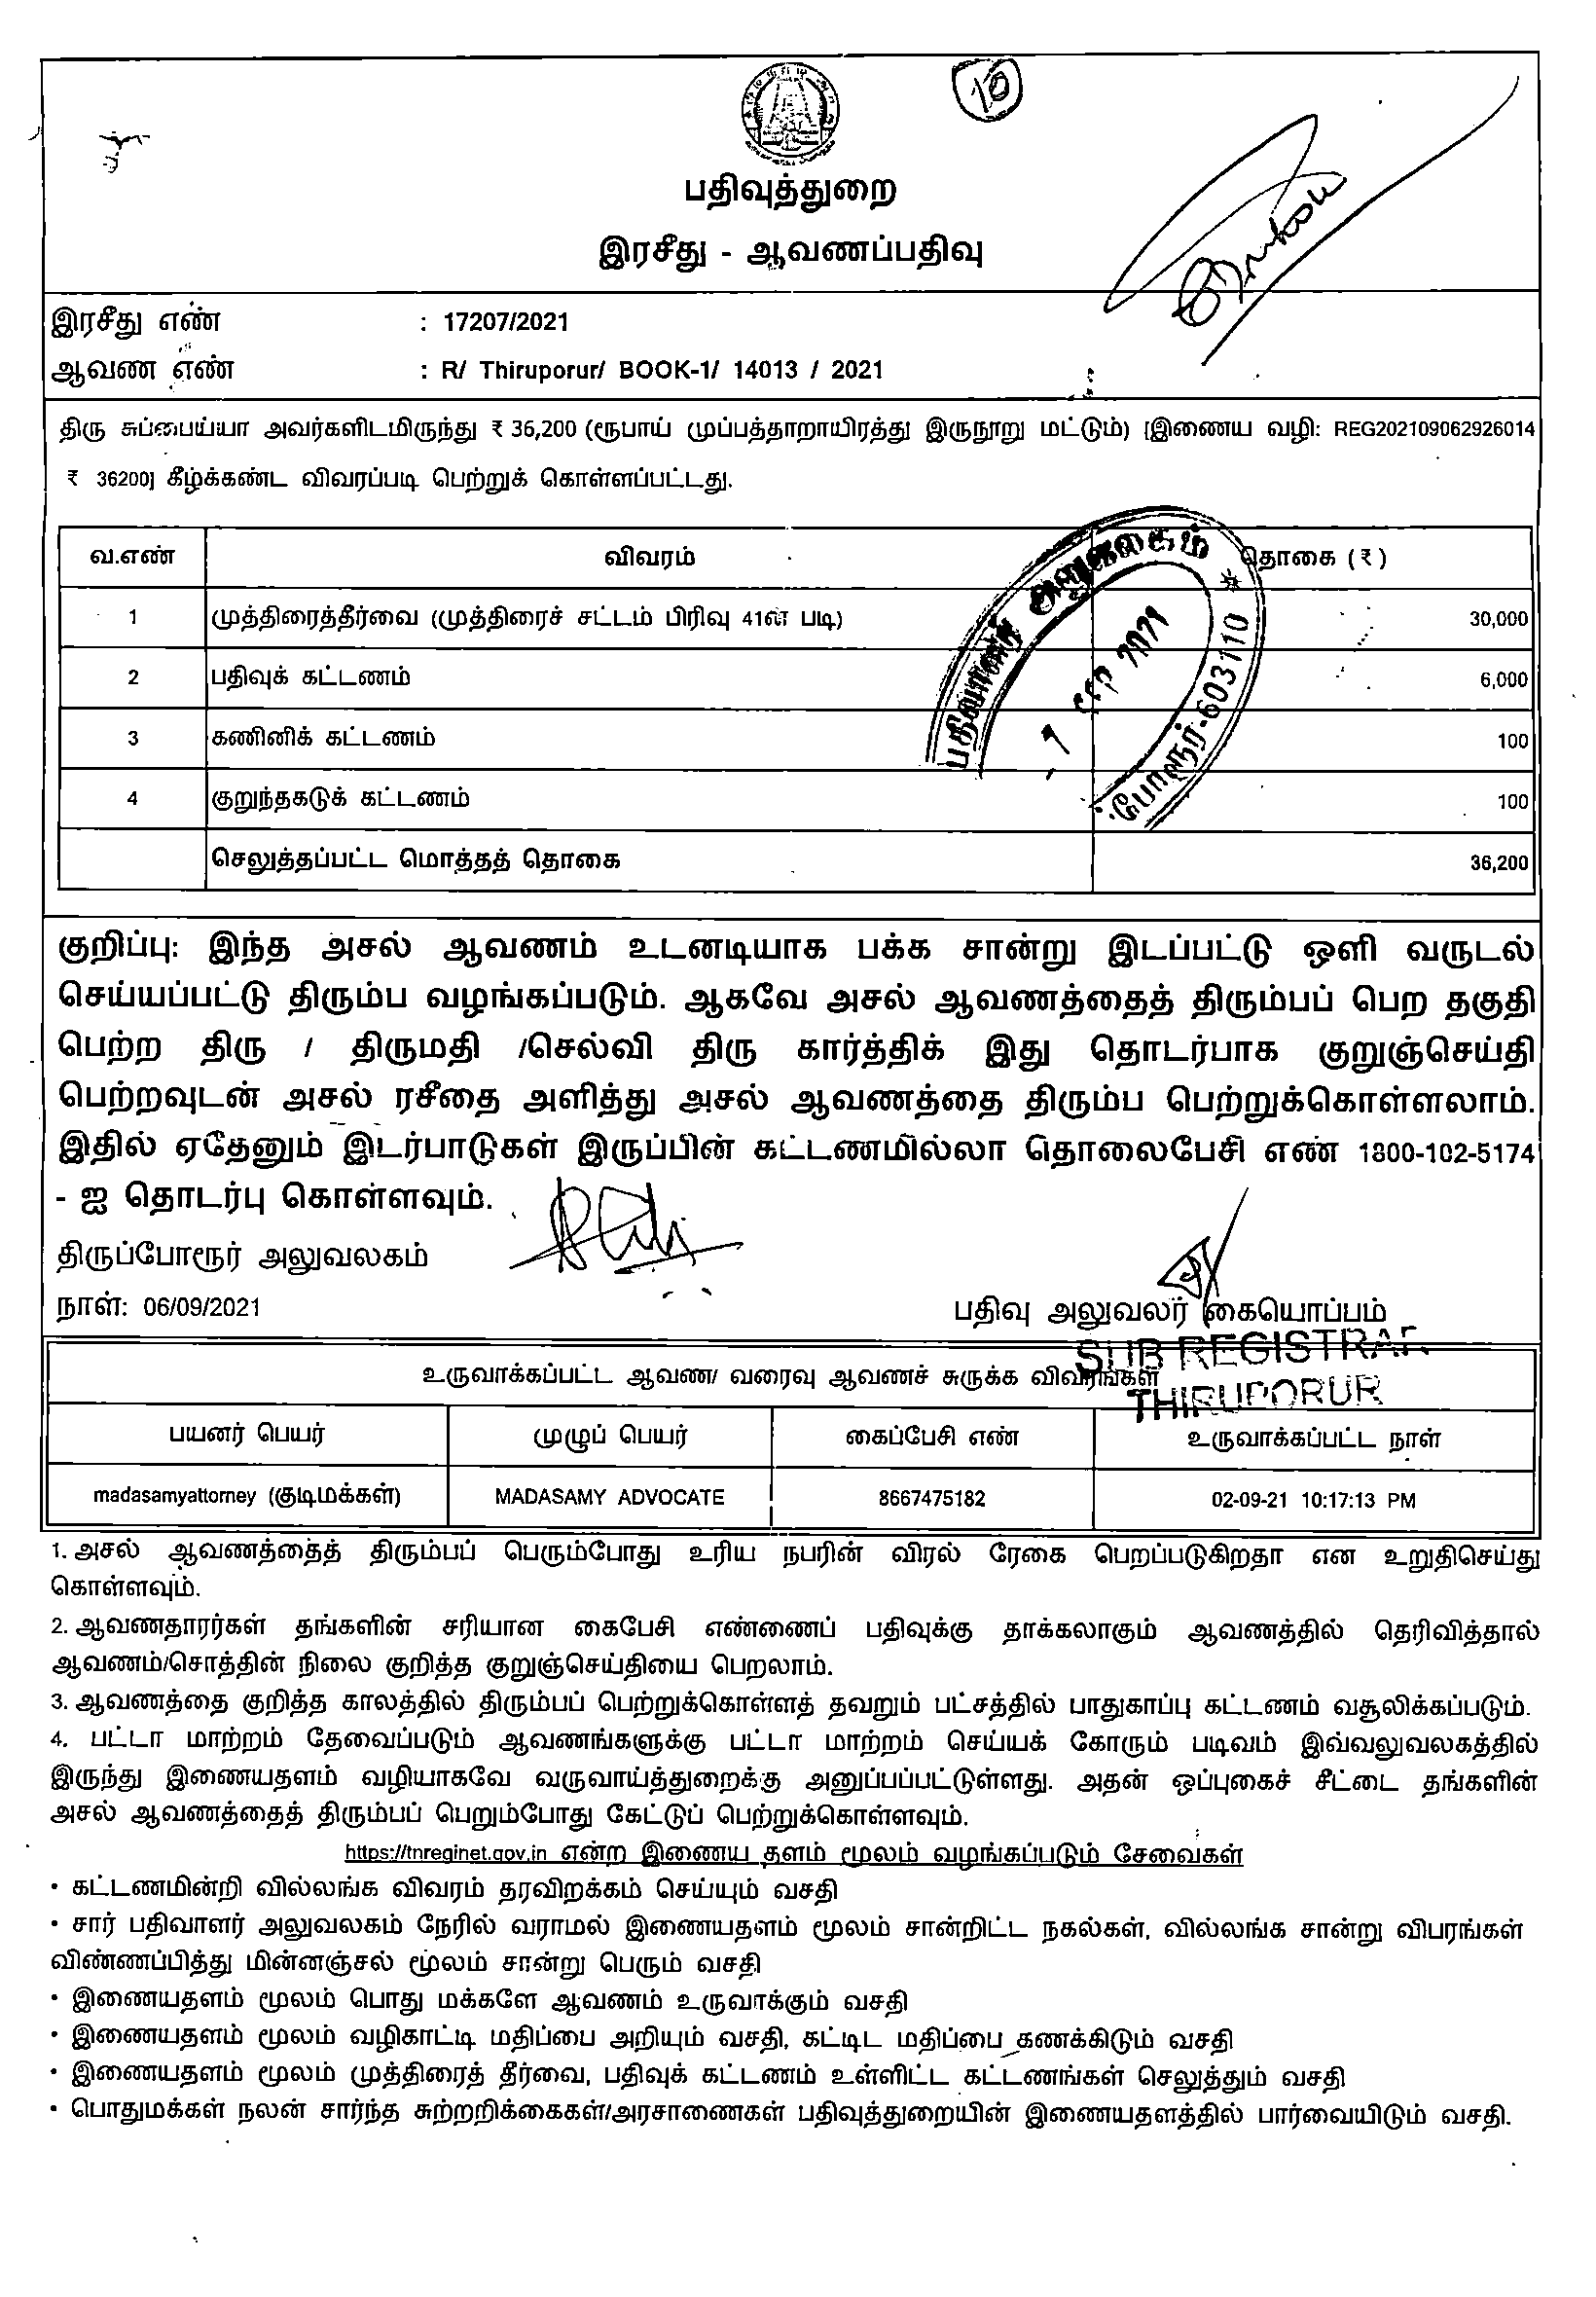 10
பதிவுத்துறை
இரசீது - ஆவணப்பதிவு
இரசீது எண் : 17207/2021
ஆவண எண் : R/ Thiruporur/ BOOK-1/ 14013 / 2021
திரு சுப்பைய்யா அவர்களிடமிருந்து ₹ 36,200 (ரூபாய் முப்பத்தாறாயிரத்து இருநூறு மட்டும்) [இணைய வழி: REG202109062926014
₹ 36200] கீழ்க்கண்ட விவரப்படி பெற்றுக் கொள்ளப்பட்டது.
வ.எண் விவரம் தொகை (₹)
1 முத்திரைத்தீர்வை (முத்திரைச் சட்டம் பிரிவு 41ன் படி) 30,000
2 பதிவுக் கட்டணம் 6,000
3 கணினிக் கட்டணம் 100
4 குறுந்தகடுக் கட்டணம் 100
செலுத்தப்பட்ட மொத்தத் தொகை 36,200
குறிப்பு: இந்த அசல் ஆவணம் உடனடியாக பக்க சான்று இடப்பட்டு ஒளி வருடல்
செய்யப்பட்டு திரும்ப வழங்கப்படும். ஆகவே அசல் ஆவணத்தைத் திரும்பப் பெற தகுதி
பெற்ற திரு / திருமதி /செல்வி திரு கார்த்திக் இது தொடர்பாக குறுஞ்செய்தி
பெற்றவுடன் அசல் ரசீதை அளித்து அசல் ஆவணத்தை திரும்ப பெற்றுக்கொள்ளலாம்.
இதில் ஏதேனும் இடர்பாடுகள் இருப்பின் கட்டணமில்லா தொலைபேசி எண் 1800-102-5174
- ஐ தொடர்பு கொள்ளவும்.
திருப்போரூர் அலுவலகம்
நாள்: 06/09/2021
பதிவு அலுவலர் கையொப்பம்
SUB REGISTRAR
THIRUPORUR
உருவாக்கப்பட்ட ஆவண/ வரைவு ஆவணச் சுருக்க விவரங்கள்
பயனர் பெயர் முழுப் பெயர் கைப்பேசி எண் உருவாக்கப்பட்ட நாள்
madasamyattorney (குடிமக்கள்) MADASAMY ADVOCATE 8667475182 02-09-21 10:17:13 PM
1. அசல் ஆவணத்தைத் திரும்பப் பெரும்போது உரிய நபரின் விரல் ரேகை பெறப்படுகிறதா என உறுதிசெய்து
கொள்ளவும்.
2. ஆவணதாரர்கள் தங்களின் சரியான கைபேசி எண்ணைப் பதிவுக்கு தாக்கலாகும் ஆவணத்தில் தெரிவித்தால்
ஆவணம்/சொத்தின் நிலை குறித்த குறுஞ்செய்தியை பெறலாம்.
3. ஆவணத்தை குறித்த காலத்தில் திரும்பப் பெற்றுக்கொள்ளத் தவறும் பட்சத்தில் பாதுகாப்பு கட்டணம் வசூலிக்கப்படும்.
4. பட்டா மாற்றம் தேவைப்படும் ஆவணங்களுக்கு பட்டா மாற்றம் செய்யக் கோரும் படிவம் இவ்வலுவலகத்தில்
இருந்து இணையதளம் வழியாகவே வருவாய்த்துறைக்கு அனுப்பப்பட்டுள்ளது. அதன் ஒப்புகைச் சீட்டை தங்களின்
அசல் ஆவணத்தைத் திரும்பப் பெறும்போது கேட்டுப் பெற்றுக்கொள்ளவும்.
https://tnreginet.gov.in என்ற இணைய தளம் மூலம் வழங்கப்படும் சேவைகள்
• கட்டணமின்றி வில்லங்க விவரம் தரவிறக்கம் செய்யும் வசதி
• சார் பதிவாளர் அலுவலகம் நேரில் வராமல் இணையதளம் மூலம் சான்றிட்ட நகல்கள், வில்லங்க சான்று விபரங்கள்
விண்ணப்பித்து மின்னஞ்சல் மூலம் சான்று பெரும் வசதி
• இணையதளம் மூலம் பொது மக்களே ஆவணம் உருவாக்கும் வசதி
• இணையதளம் மூலம் வழிகாட்டி மதிப்பை அறியும் வசதி, கட்டிட மதிப்பை கணக்கிடும் வசதி
• இணையதளம் மூலம் முத்திரைத் தீர்வை, பதிவுக் கட்டணம் உள்ளிட்ட கட்டணங்கள் செலுத்தும் வசதி
• பொதுமக்கள் நலன் சார்ந்த சுற்றறிக்கைகள்/அரசாணைகள் பதிவுத்துறையின் இணையதளத்தில் பார்வையிடும் வசதி.